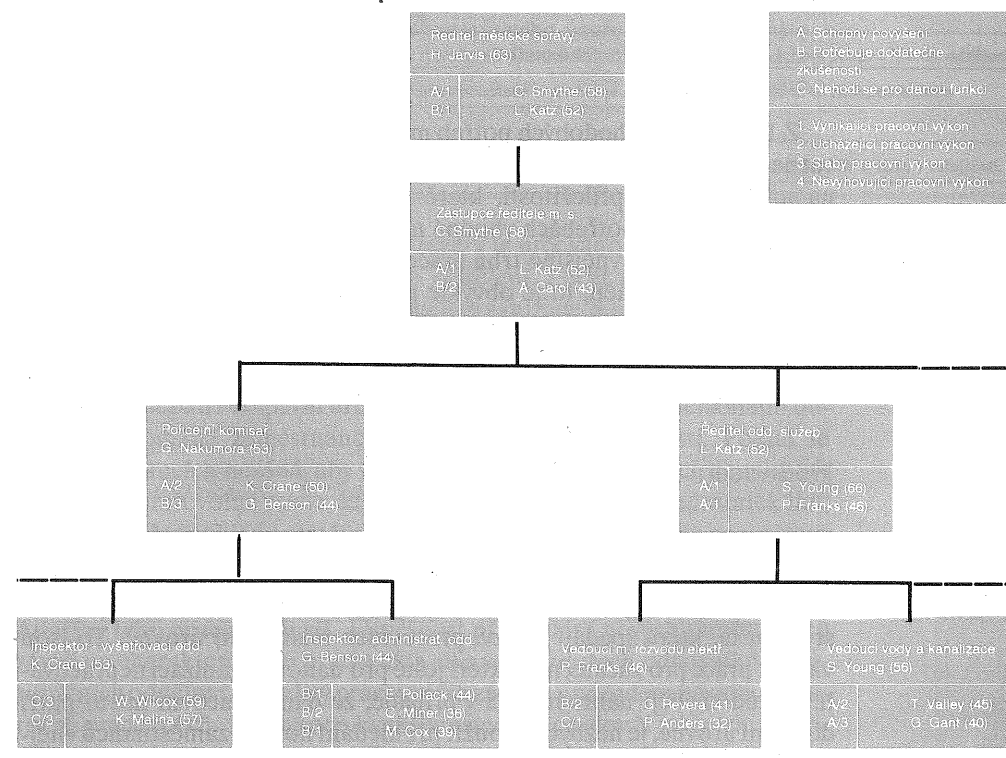 Ředitel městské správy
H. Jarvis (63)
A/1 C. Smythe (58)
B/1 L. Katz (52)
A. Schopný povýšení
B. Potřebuje dodatečné
zkušenosti
C. Nehodí se pro danou funkci
1. Vynikající pracovní výkon
2. Ucházející pracovní výkon
3. Slabý pracovní výkon
4. Nevyhovující pracovní výkon
Zástupce ředitele m. s.
C. Smythe (58)
A/1 L. Katz (52)
B/2 A. Garol (43)
Policejní komisař
G. Nakumora (53)
A/2 K. Crane (50)
B/3 G. Benson (44)
Ředitel odd. služeb
L. Katz (52)
A/1 S. Young (66)
A/1 P. Franks (46)
Inspektor - vyšetřovací odd.
K. Crane (53)
C/3 W. Wilcox (59)
C/3 K. Malina (57)
Inspektor - administrat. odd.
G. Benson (44)
B/1 E. Pollack (44)
B/2 C. Miner (36)
B/1 M. Cox (39)
Vedoucí m. rozvodu elektř.
P. Franks (46)
B/2 G. Revera (41)
C/1 P. Anders (32)
Vedoucí vody a kanalizace
S. Young (56)
A/2 T. Valley (45)
A/3 G. Gant (40)